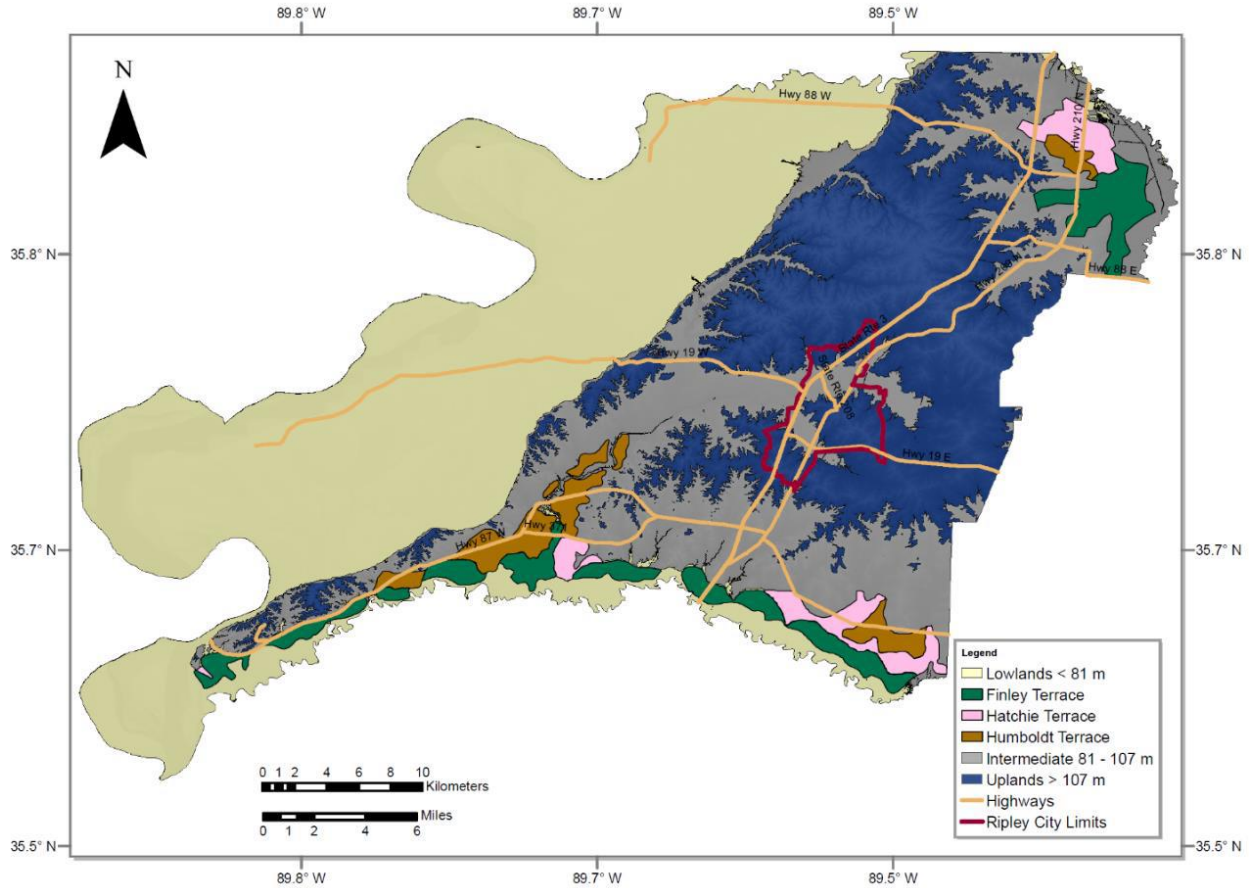 89.8° W 89.7° W 89.5° W
N
Hwy 88 W
Hwy 210 N
35.8° N 35.8° N
Hwy 88 E
State Rte 3
Hwy 19 W
Hwy 19 E
35.7° N 35.7° N
Hwy 87 W
Legend
Lowlands < 81 m
Finley Terrace
Hatchie Terrace
Humboldt Terrace
Intermediate 81 - 107 m
Uplands > 107 m
Highways
Ripley City Limits
0 1 2 4 6 8 10
Kilometers
Miles
0 1 2 4 6
35.5° N 35.5° N
89.8° W 89.7° W 89.5° W